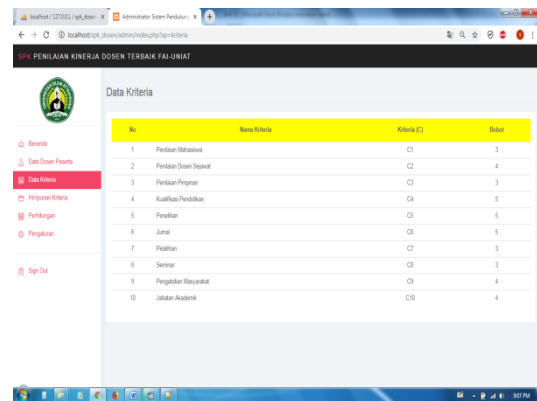 localhost / 127.0.0.1 / spk_dosen
Administrator Sistem Pendukung
localhost/spk_dosen/admin/index.php?ap=kriteria
SPK PENILAIAN KINERJA DOSEN TERBAIK FAI-UNIAT
Data Kriteria
Beranda
Data Dosen Peserta
Data Kriteria
Himpunan Kriteria
Perhitungan
Pengaturan
Sign Out
No Nama Kriteria Kriteria (C) Bobot
1 Penilaian Mahasiswa C1 3
2 Penilaian Dosen Sejawat C2 4
3 Penilaian Pimpinan C3 3
4 Kualifikasi Pendidikan C4 5
5 Penelitian C5 5
6 Jurnal C6 5
7 Pelatihan C7 3
8 Seminar C8 3
9 Pengabdian Masyarakat C9 4
10 Jabatan Akademik C10 4
9:07 PM